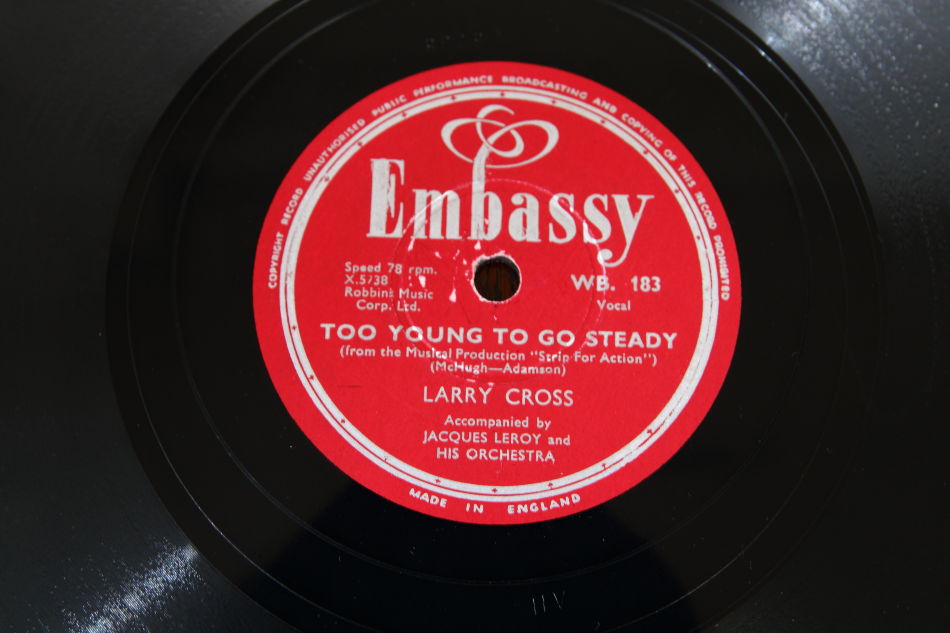 COPYRIGHT RECORD UNAUTHORISED PUBLIC PERFORMANCE BROADCASTING AND COPYING OF THIS RECORD PROHIBITED
Embassy
Speed 78 rpm.
X.5738
Robbins Music
Corp. Ltd.
WB. 183
Vocal
TOO YOUNG TO GO STEADY
(from the Musical Production "Strip For Action")
(McHugh—Adamson)
LARRY CROSS
Accompanied by
JACQUES LEROY and
HIS ORCHESTRA
MADE IN ENGLAND